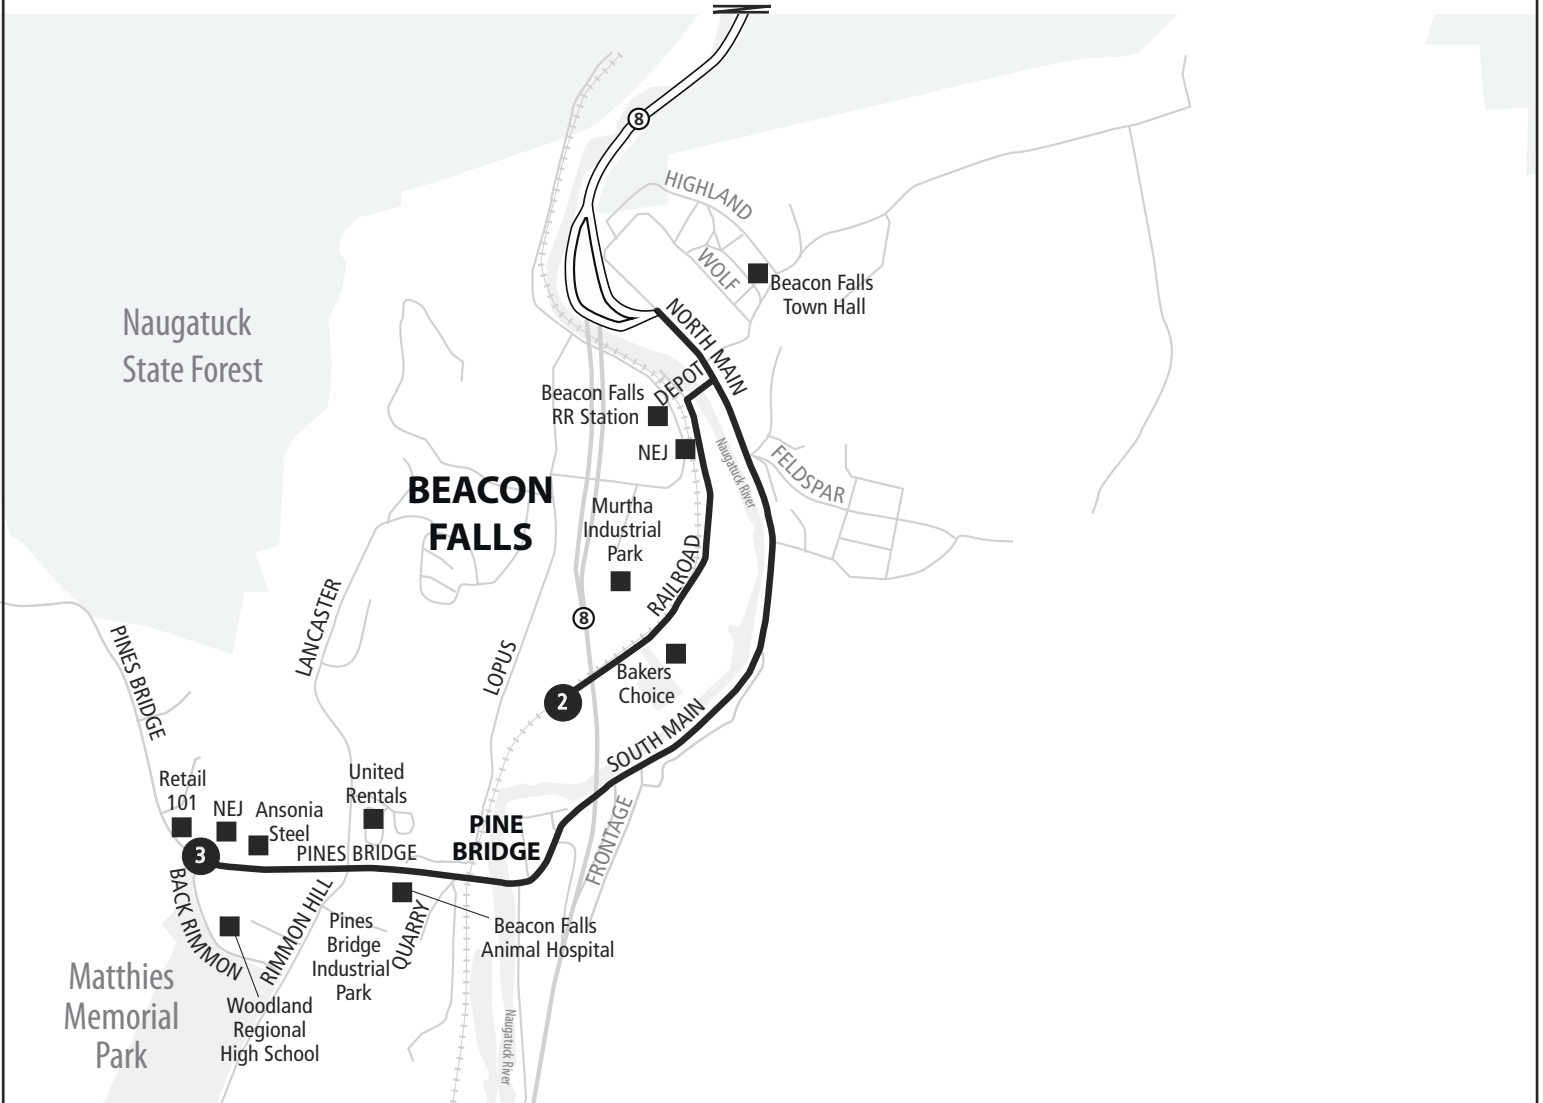 8
HIGHLAND
WOLF
Beacon Falls
Town Hall
NORTH MAIN
Naugatuck
State Forest
DEPOT
Beacon Falls
RR Station
NEJ
Naugatuck River
FELDSPAR
BEACON
FALLS
Murtha
Industrial
Park
RAILROAD
8
LANCASTER
LOPUS
PINES BRIDGE
Bakers
Choice
2
SOUTH MAIN
Retail
101
NEJ
Ansonia
Steel
United
Rentals
PINES BRIDGE
PINE
BRIDGE
FRONTAGE
3
BACK RIMMON
RIMMON HILL
Pines
Bridge
Industrial
Park
QUARRY
Beacon Falls
Animal Hospital
Matthies
Memorial
Park
Woodland
Regional
High School
Naugatuck River